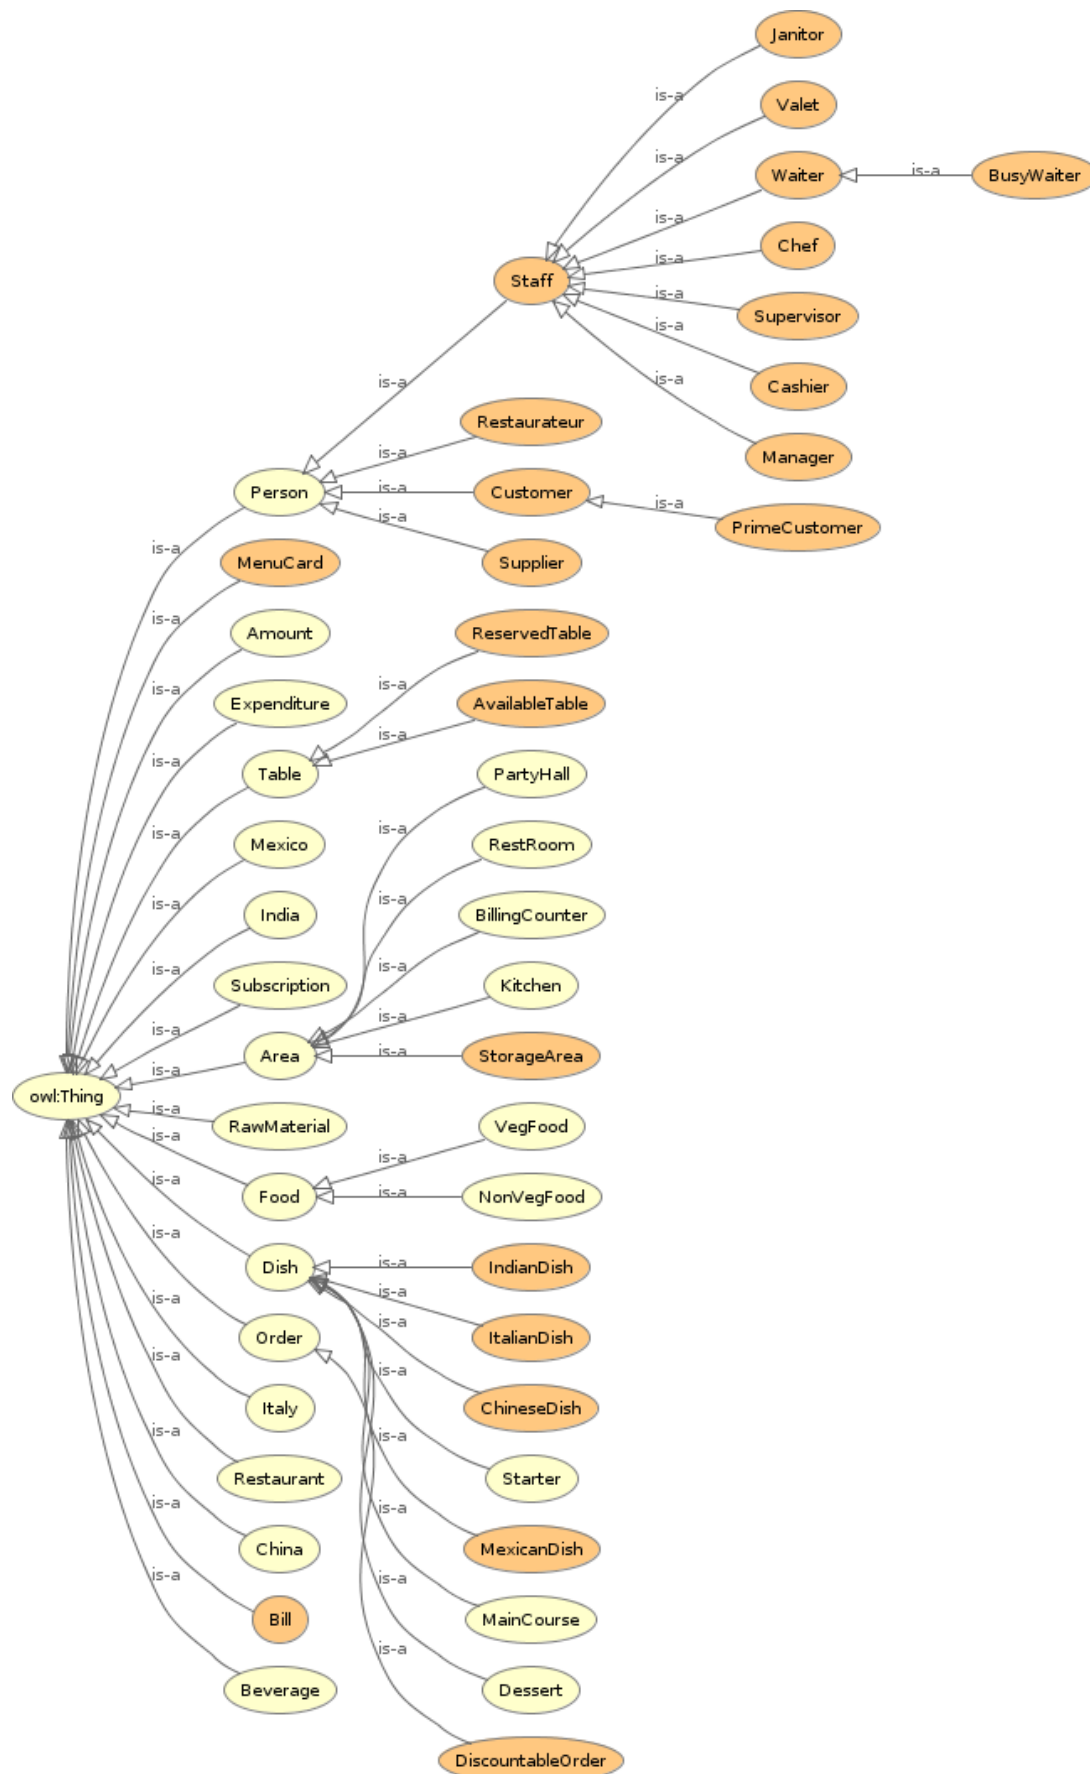 Janitor
is-a
Valet
is-a
Waiter
is-a
BusyWaiter
is-a
Chef
is-a
Staff
is-a
Supervisor
is-a
Cashier
is-a
is-a
Manager
Restaurateur
is-a
Person
is-a
Customer
is-a
PrimeCustomer
is-a
is-a
MenuCard
Supplier
is-a
Amount
ReservedTable
is-a
is-a
Expenditure
AvailableTable
is-a
is-a
Table
PartyHall
is-a
is-a
Mexico
RestRoom
is-a
is-a
India
BillingCounter
is-a
is-a
Subscription
Kitchen
is-a
is-a
Area
is-a
StorageArea
is-a
owl:Thing
is-a
RawMaterial
VegFood
is-a
is-a
Food
is-a
NonVegFood
is-a
is-a
Dish
is-a
IndianDish
is-a
is-a
Order
ItalianDish
is-a
is-a
Italy
ChineseDish
is-a
is-a
Restaurant
Starter
is-a
is-a
China
MexicanDish
is-a
is-a
Bill
MainCourse
is-a
is-a
Beverage
Dessert
DiscountableOrder